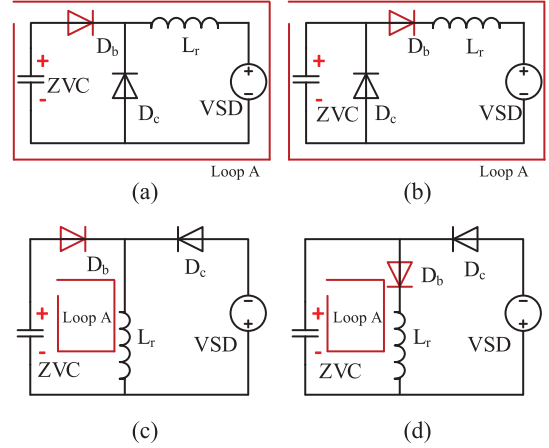 + D_b L_r +
- ZVC D_c VSD -
Loop A
(a)
+ D_b L_r +
- ZVC D_c VSD -
Loop A
(b)
D_b D_c
+ Loop A L_r -
- ZVC VSD +
(c)
D_b D_c
+ Loop A L_r -
- ZVC VSD +
(d)